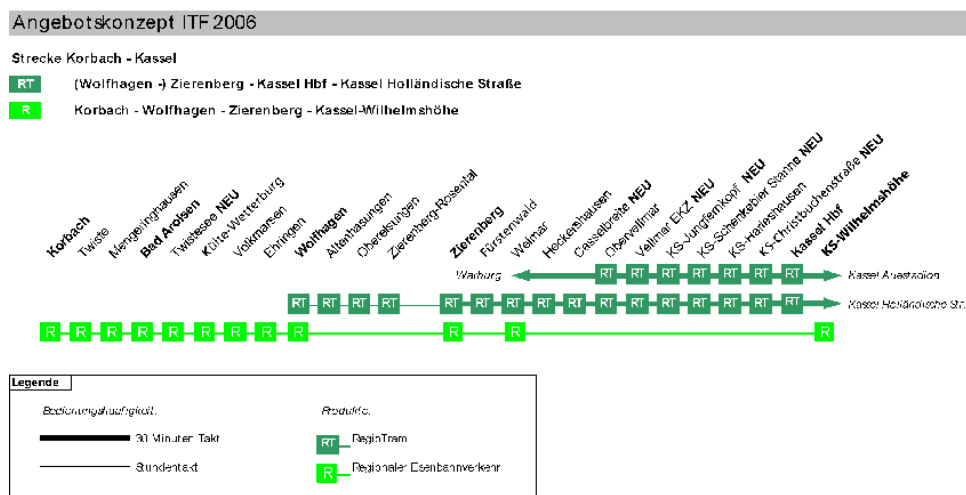 Angebotskonzept ITF 2006
Strecke Korbach - Kassel
RT (Wolfhagen -) Zierenberg - Kassel Hbf - Kassel Holländische Straße
R Korbach - Wolfhagen - Zierenberg - Kassel-Wilhelmshöhe
Korbach
Twiste
Mengeringhausen
Bad Arolsen
Twistesee NEU
Külte-Wetterburg
Volkmarsen
Ehringen
Wolfhagen
Altenhasungen
Oberelsungen
Zierenberg-Rosental
Zierenberg
Fürstenwald
Weimar
Heckershausen
Casselbreite NEU
Obervellmar
Vellmar EKZ NEU
KS-Jungfernkopf NEU
KS-Schenkebier Stanne NEU
KS-Harleshausen
KS-Christbuchenstraße NEU
Kassel Hbf
KS-Wilhelmshöhe
Warburg RT RT RT RT RT RT RT Kassel Auestadion
RT RT RT RT RT RT RT RT RT RT RT RT RT RT RT RT Kassel Holländische Str.
R R R R R R R R R R R R
Legende
Bedienungshäufigkeit: Produkte:
30 Minuten Takt RT RegioTram
Stundentakt R Regionaler Eisenbahnverkehr